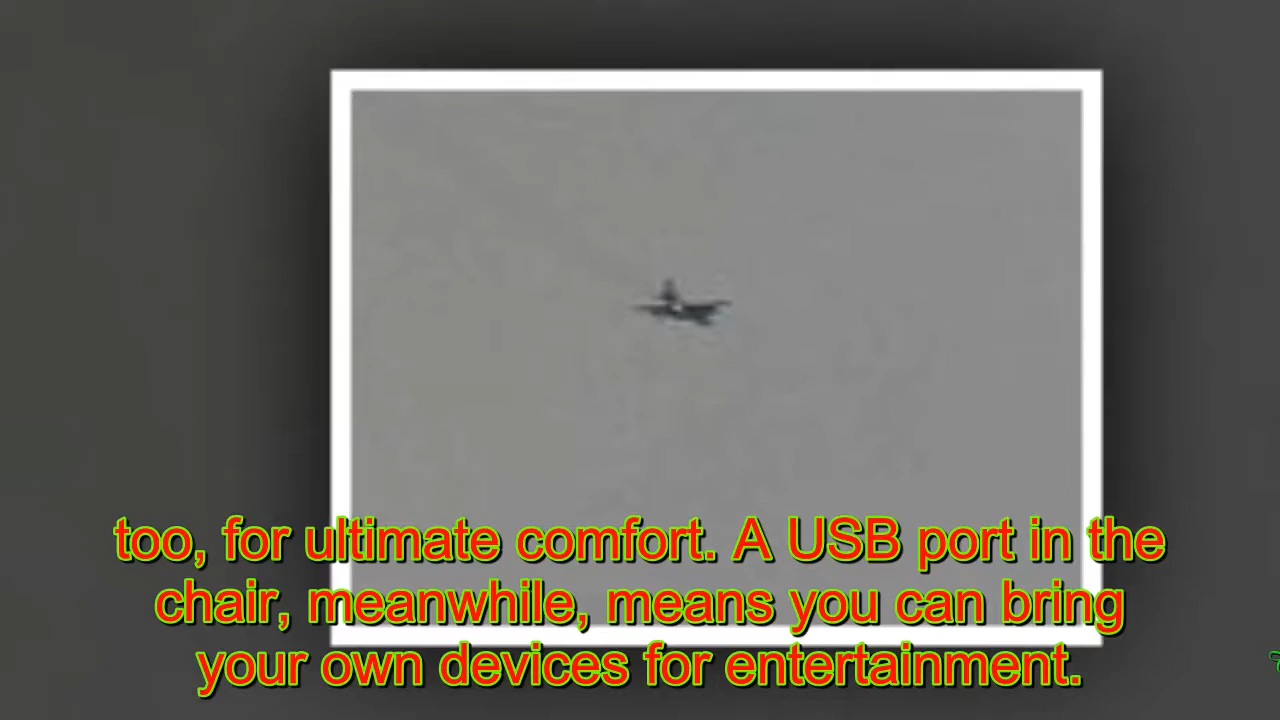 too, for ultimate comfort. A USB port in the
chair, meanwhile, means you can bring
your own devices for entertainment.